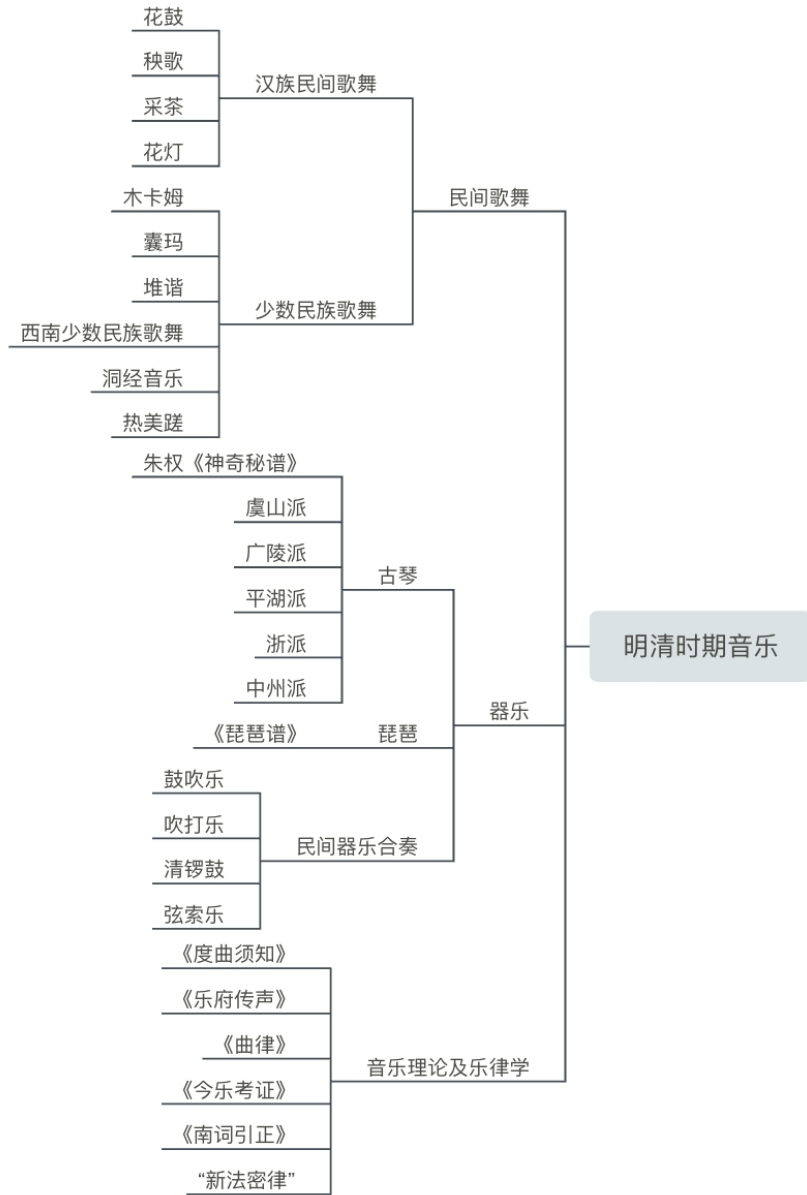 花鼓
秧歌
汉族民间歌舞
采茶
花灯
木卡姆
民间歌舞
囊玛
堆谐
少数民族歌舞
西南少数民族歌舞
洞经音乐
热美蹉
朱权《神奇秘谱》
虞山派
广陵派
古琴
平湖派
浙派
中州派
明清时期音乐
器乐
《琵琶谱》 琵琶
鼓吹乐
吹打乐
民间器乐合奏
清锣鼓
弦索乐
《度曲须知》
《乐府传声》
《曲律》
音乐理论及乐律学
《今乐考证》
《南词引正》
“新法密律”